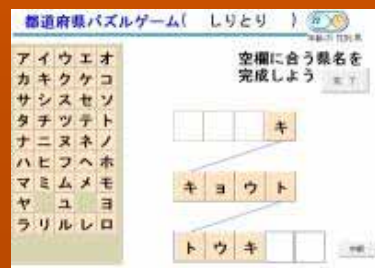 都道府県パズルゲーム( しりとり )
空欄に合う県名を
完成しよう
完了
アイウエオ
カキクケコ
サシスセソ
タチツテト
ナニヌネノ
ハヒフヘホ
マミムメモ
ヤ ユ ヨ
ラリルレロ
キ
キョウト
トウキ